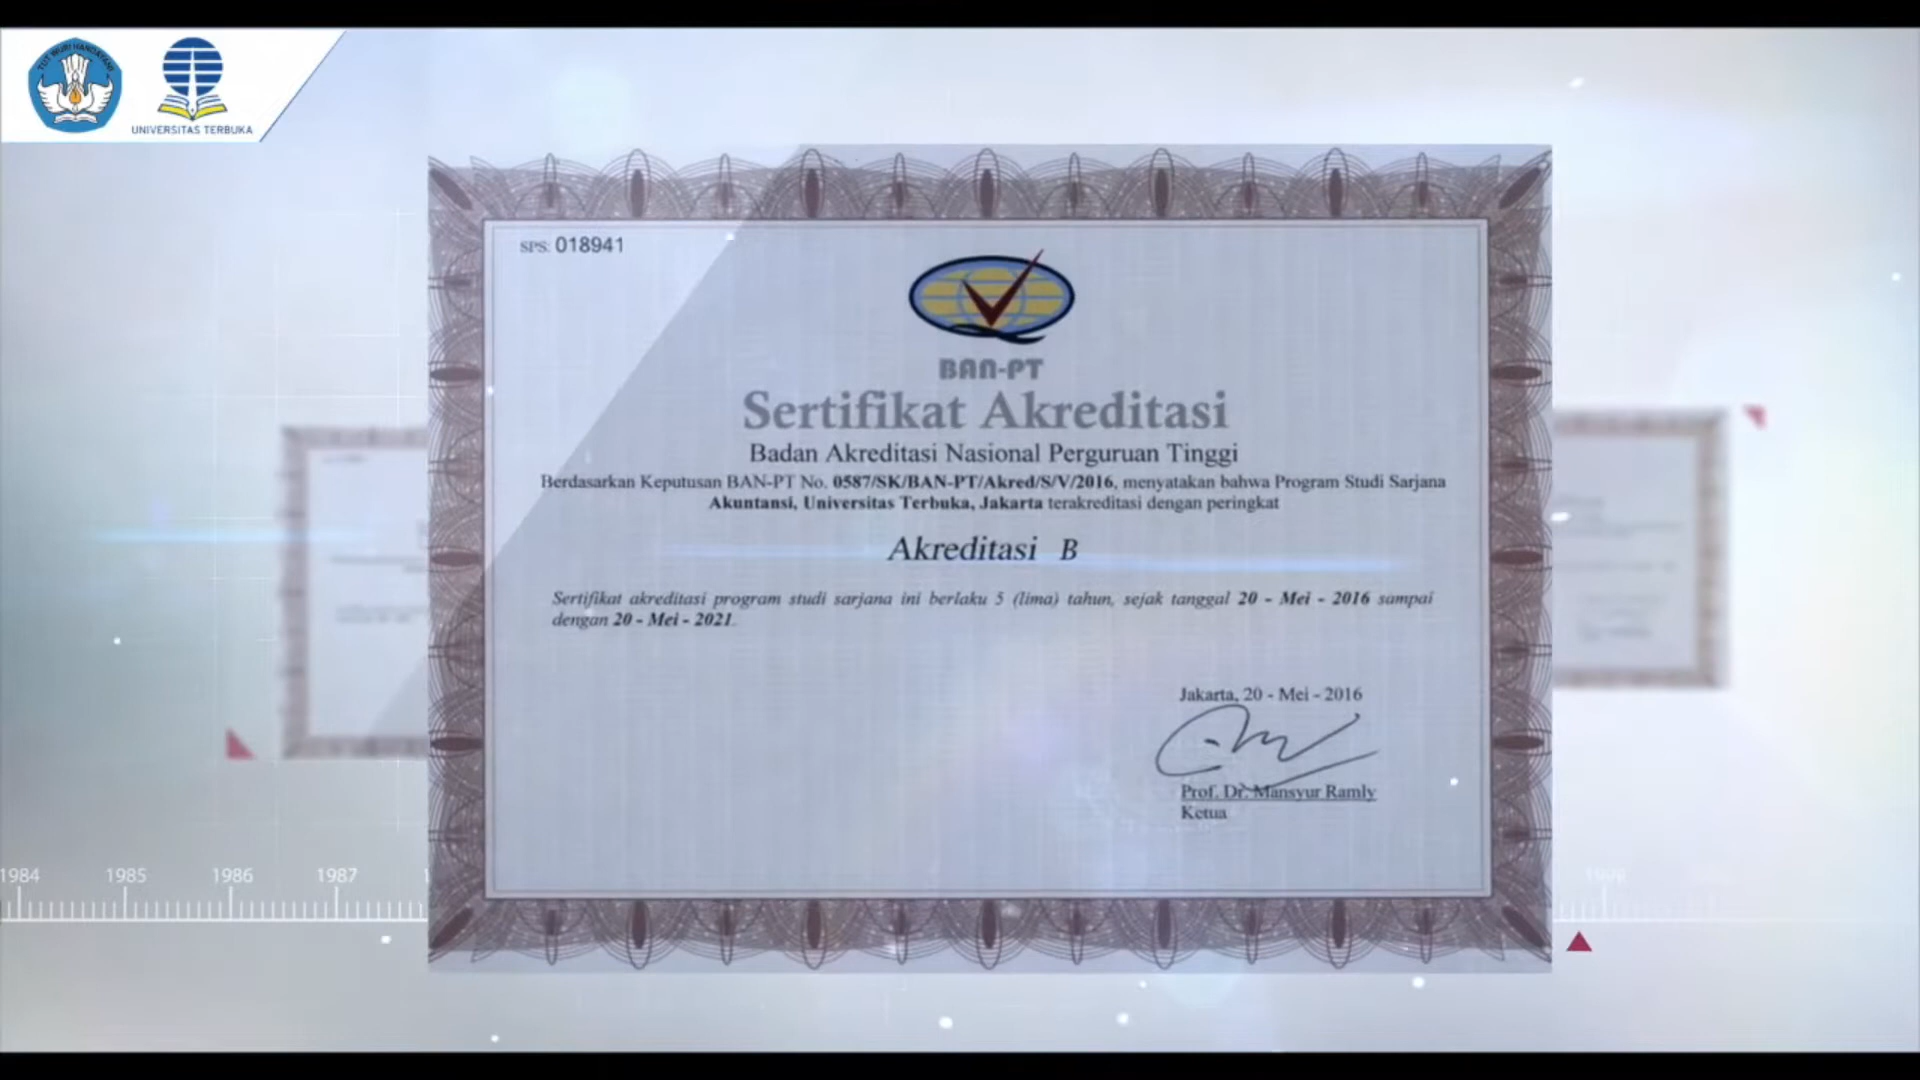 TUT WURI HANDAYANI
UNIVERSITAS TERBUKA
SPS: 018941
BAN-PT
Sertifikat Akreditasi
Badan Akreditasi Nasional Perguruan Tinggi
Berdasarkan Keputusan BAN-PT No. 0587/SK/BAN-PT/Akred/S/V/2016, menyatakan bahwa Program Studi Sarjana
Akuntansi, Universitas Terbuka, Jakarta terakreditasi dengan peringkat
Akreditasi B
Sertifikat akreditasi program studi sarjana ini berlaku 5 (lima) tahun, sejak tanggal 20 - Mei - 2016 sampai
dengan 20 - Mei - 2021.
Jakarta, 20 - Mei - 2016
Prof. Dr. Mansyur Ramly
Ketua
1984 1985 1986 1987